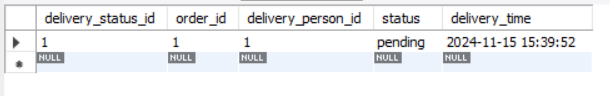 delivery_status_id order_id delivery_person_id status delivery_time
1 1 1 pending 2024-11-15 15:39:52
NULL NULL NULL NULL NULL